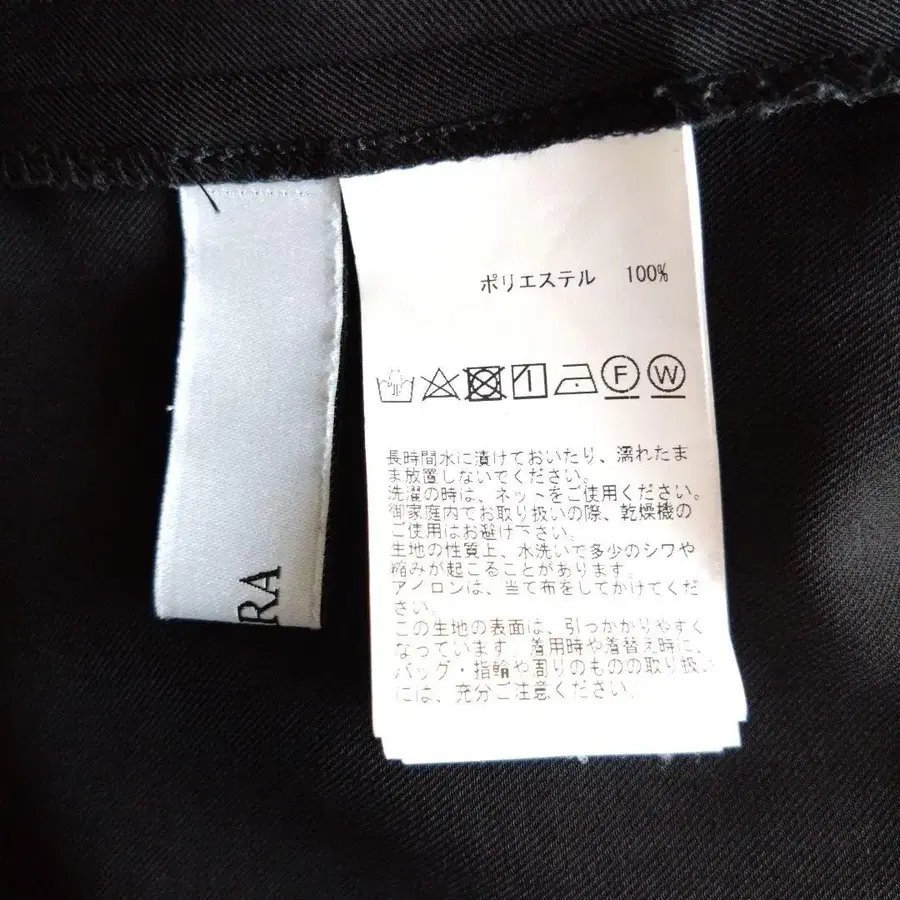 ポリエステル 100%
F W
長時間水に漬けておいたり、濡れたま
ま放置しないでください。
洗濯の時は、ネットをご使用ください。
御家庭内でお取り扱いの際、乾燥機の
ご使用はお避け下さい。
生地の性質上、水洗いで多少のシワや
縮みが起こることがあります。
アイロンは、当て布をしてかけてくだ
さい。
この生地の表面は、引っかかりやすく
なっています。着用時や着替え時に、
バッグ・指輪や周りのものの取り扱い
には、充分ご注意ください。
RA